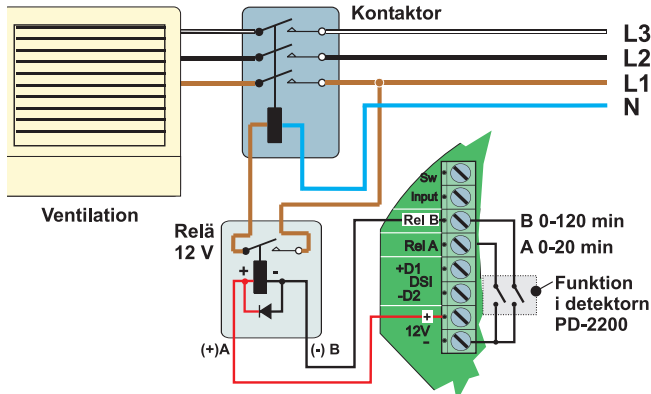 Kontaktor
L3
L2
L1
N
Ventilation
Relä
12 V
+ -
(+)A
(-) B
Sw
Input
Rel B
Rel A
+D1
DSI
-D2
+
12V
-
B 0-120 min
A 0-20 min
Funktion
i detektorn
PD-2200